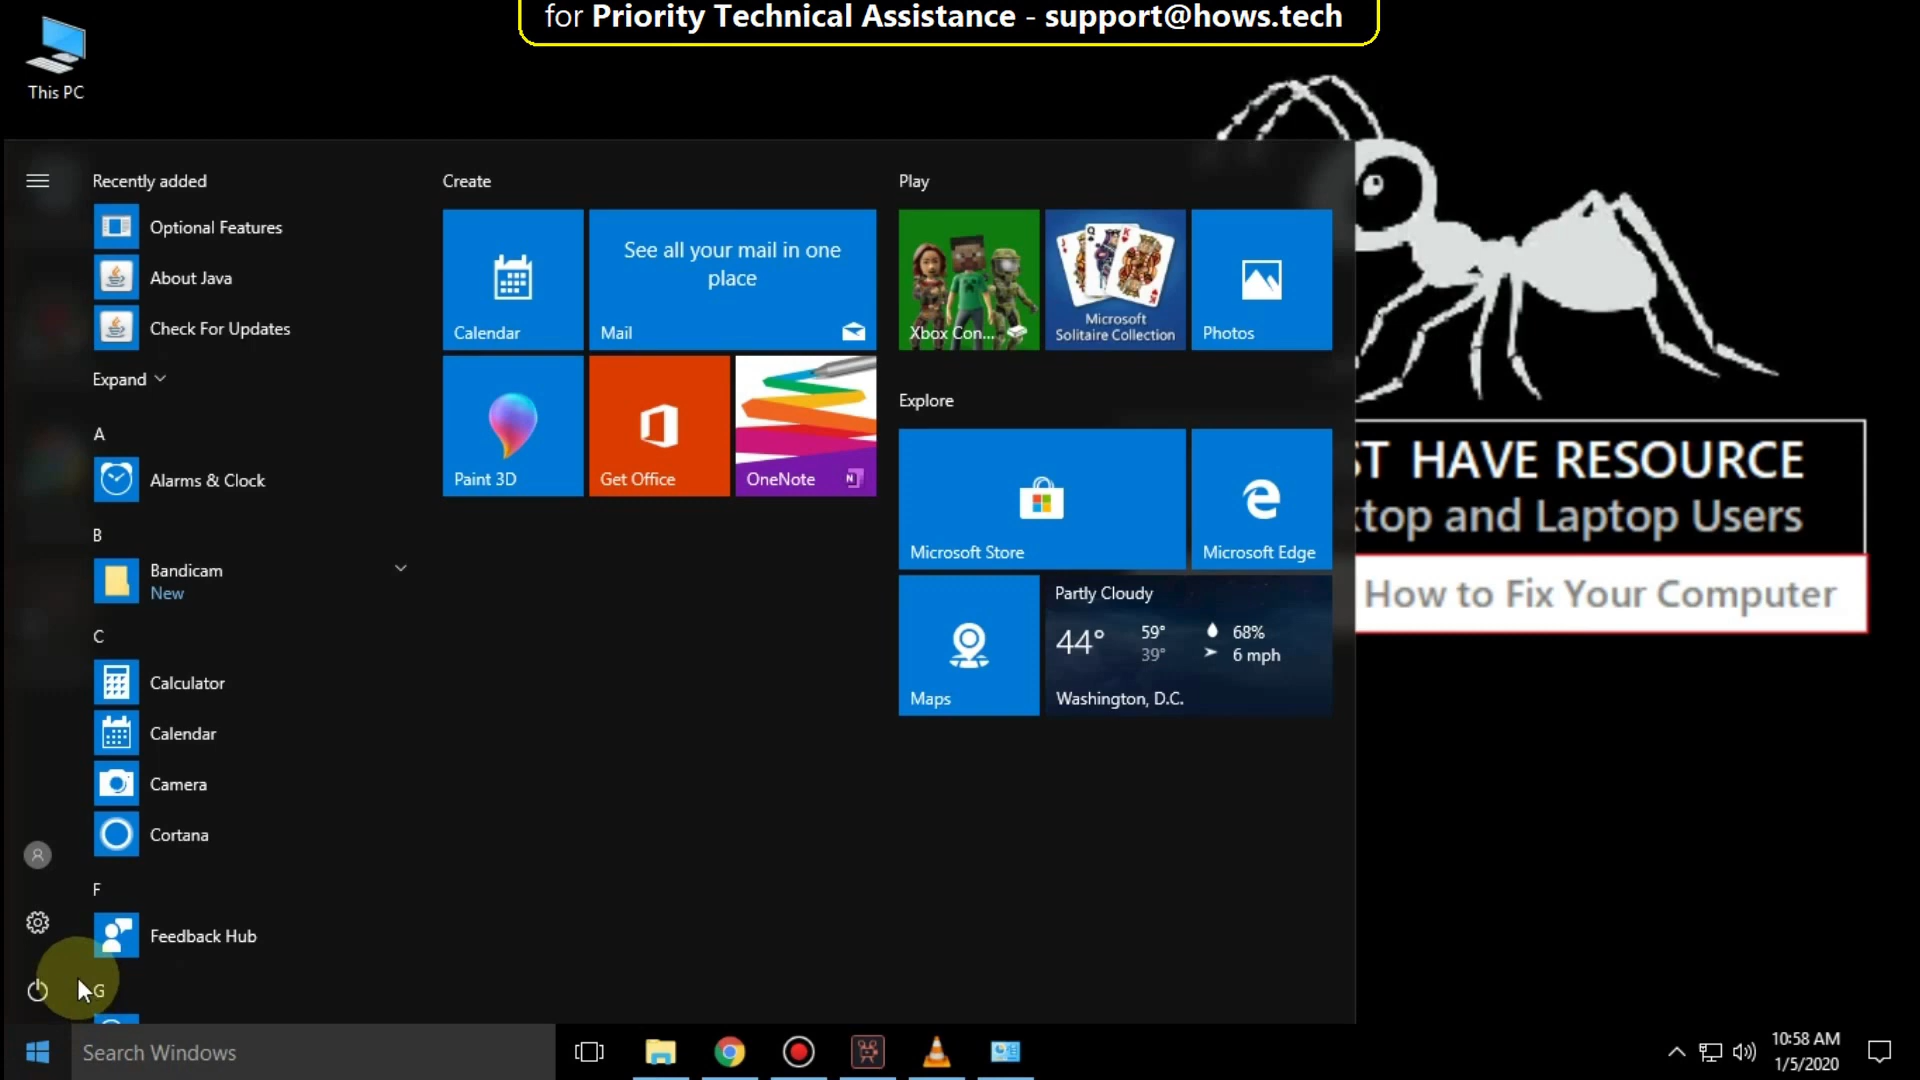 for Priority Technical Assistance - support@hows.tech
This PC
Recently added
Optional Features
About Java
Check For Updates
Expand
A
Alarms & Clock
B
Bandicam
New
C
Calculator
Calendar
Camera
Cortana
F
Feedback Hub
G
Create
Calendar
See all your mail in one
place
Mail
Paint 3D
Get Office
OneNote
N
Play
Xbox Con...
J
Q
K
Microsoft
Solitaire Collection
Photos
Explore
Microsoft Store
Microsoft Edge
Maps
Partly Cloudy
44° 59° 68%
39° 6 mph
Washington, D.C.
ST HAVE RESOURCE
top and Laptop Users
How to Fix Your Computer
Search Windows
10:58 AM
1/5/2020